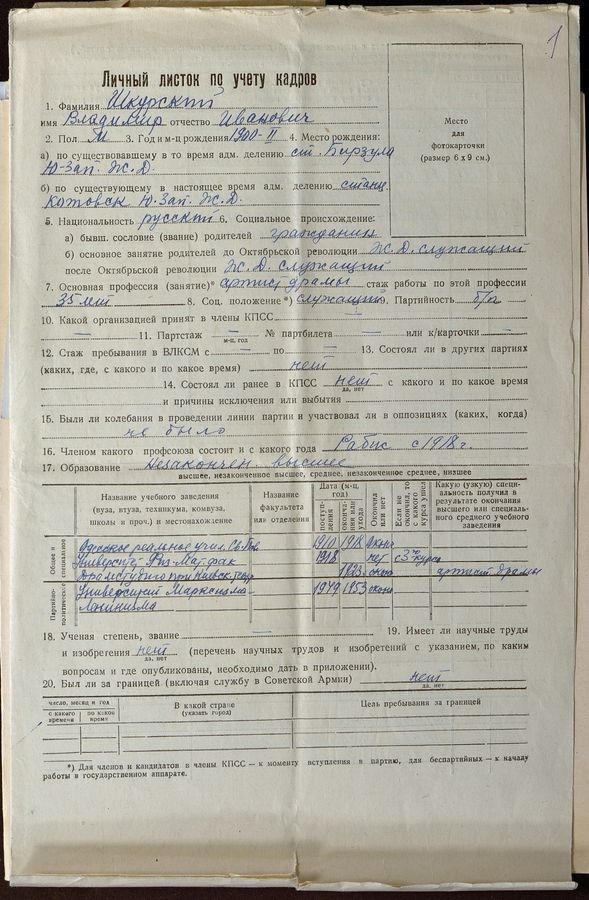 1
Личный листок по учету кадров
1. Фамилия Шкурский
имя Владимир отчество Иванович
2. Пол М 3. Год и м-ц рождения 1900-II 4. Место рождения:
а) по существовавшему в то время адм. делению ст. Бирзула
Ю-Зап. Ж.Д.
б) по существующему в настоящее время адм. делению станц.
Котовск Ю. Зап. Ж.Д.
Место
для
фотокарточки
(размер 6 х 9 см.)
5. Национальность русский 6. Социальное происхождение:
а) бывш. сословие (звание) родителей гражданин
б) основное занятие родителей до Октябрьской революции Ж.Д. служащий
после Октябрьской революции Ж.Д. служащий
7. Основная профессия (занятие)* артист драмы стаж работы по этой профессии
35 лет 8. Соц. положение *) служащий 9. Партийность б/п
10. Какой организацией принят в члены КПСС —
— 11. Партстаж — № партбилета — или к/карточки —
м-ц, год
12. Стаж пребывания в ВЛКСМ с — по — 13. Состоял ли в других партиях
(каких, где, с какого и по какое время) нет
14. Состоял ли ранее в КПСС нет с какого и по какое время
да, нет
и причины исключения или выбытия
15. Были ли колебания в проведении линии партии и участвовал ли в оппозициях (каких, когда)
не было
16. Членом какого профсоюза состоит и с какого года Рабис с 1918 г.
17. Образование Незакончен. высшее
высшее, незаконченное высшее, среднее, незаконченное среднее, низшее
Название учебного заведения
(вуза, втуза, техникума, комвуза,
школы и проч.) и местонахождение
Название
факультета
или отделения
Дата (м-ц, год)
поступления
окончания или ухода
Окончил или нет
Если не окончил, то с какого курса ушел
Какую (узкую) специальность получил в
результате окончания
высшего или специального среднего учебного
заведения
Общее и специальное
Одесское реальное учил. 1910 1918 оконч
Университ. Физ-Мат. фак 1918 нет с 3 курса
1923 оконч артист драмы
Партийно-политическое
Университет Марксизма- 1949 1953 оконч.
Ленинизма
18. Ученая степень, звание — 19. Имеет ли научные труды
и изобретения нет (перечень научных трудов и изобретений с указанием, по каким
да, нет
вопросам и где опубликованы, необходимо дать в приложении).
20. Был ли за границей (включая службу в Советской Армии) нет
да, нет
число, месяц и год
с какого времени
по какое время
В какой стране
(указать город)
Цель пребывания за границей
*) Для членов и кандидатов в члены КПСС — к моменту вступления в партию, для беспартийных — к началу
работы в государственном аппарате.